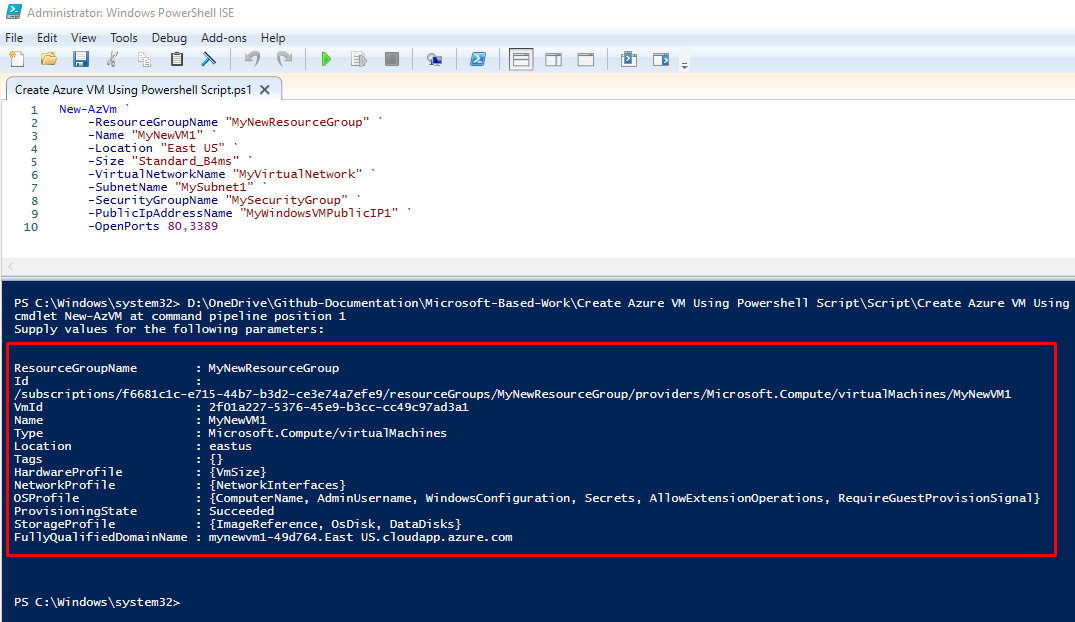 Administrator: Windows PowerShell ISE
File Edit View Tools Debug Add-ons Help
Create Azure VM Using Powershell Script.ps1 X
1 New-AzVm `
2 -ResourceGroupName "MyNewResourceGroup" `
3 -Name "MyNewVM1" `
4 -Location "East US" `
5 -Size "Standard_B4ms" `
6 -VirtualNetworkName "MyVirtualNetwork" `
7 -SubnetName "MySubnet1" `
8 -SecurityGroupName "MySecurityGroup" `
9 -PublicIpAddressName "MyWindowsVMPublicIP1" `
10 -OpenPorts 80,3389
PS C:\Windows\system32> D:\OneDrive\Github-Documentation\Microsoft-Based-Work\Create Azure VM Using Powershell Script\Script\Create Azure VM Using
cmdlet New-AzVM at command pipeline position 1
Supply values for the following parameters:
ResourceGroupName : MyNewResourceGroup
Id :
/subscriptions/f6681c1c-e715-44b7-b3d2-ce3e74a7efe9/resourceGroups/MyNewResourceGroup/providers/Microsoft.Compute/virtualMachines/MyNewVM1
VmId : 2f01a227-5376-45e9-b3cc-cc49c97ad3a1
Name : MyNewVM1
Type : Microsoft.Compute/virtualMachines
Location : eastus
Tags : {}
HardwareProfile : {VmSize}
NetworkProfile : {NetworkInterfaces}
OSProfile : {ComputerName, AdminUsername, WindowsConfiguration, Secrets, AllowExtensionOperations, RequireGuestProvisionSignal}
ProvisioningState : Succeeded
StorageProfile : {ImageReference, OsDisk, DataDisks}
FullyQualifiedDomainName : mynewvm1-49d764.East US.cloudapp.azure.com
PS C:\Windows\system32>